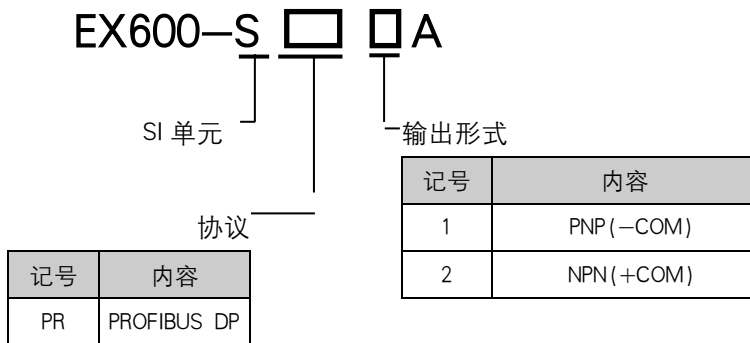 EX600-S□ □A
SI 单元
输出形式
记号 内容
1 PNP(-COM)
2 NPN(+COM)
协议
记号 内容
PR PROFIBUS DP